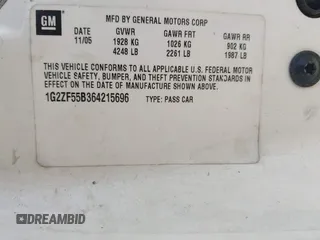 GM
MFD BY GENERAL MOTORS CORP
DATE GVWR GAWR FRT GAWR RR
11/05 1928 KG 1026 KG 902 KG
4248 LB 2261 LB 1987 LB
THIS VEHICLE CONFORMS TO ALL APPLICABLE U.S. FEDERAL MOTOR
VEHICLE SAFETY, BUMPER, AND THEFT PREVENTION STANDARDS IN
EFFECT ON THE DATE OF MANUFACTURE SHOWN ABOVE.
1G2ZF55B364215696 TYPE: PASS CAR
DREAMBID